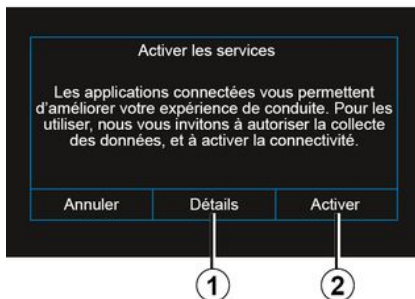 Activer les services
Les applications connectées vous permettent
d'améliorer votre expérience de conduite. Pour les
utiliser, nous vous invitons à autoriser la collecte
des données, et à activer la connectivité.
Annuler Détails Activer
1 2